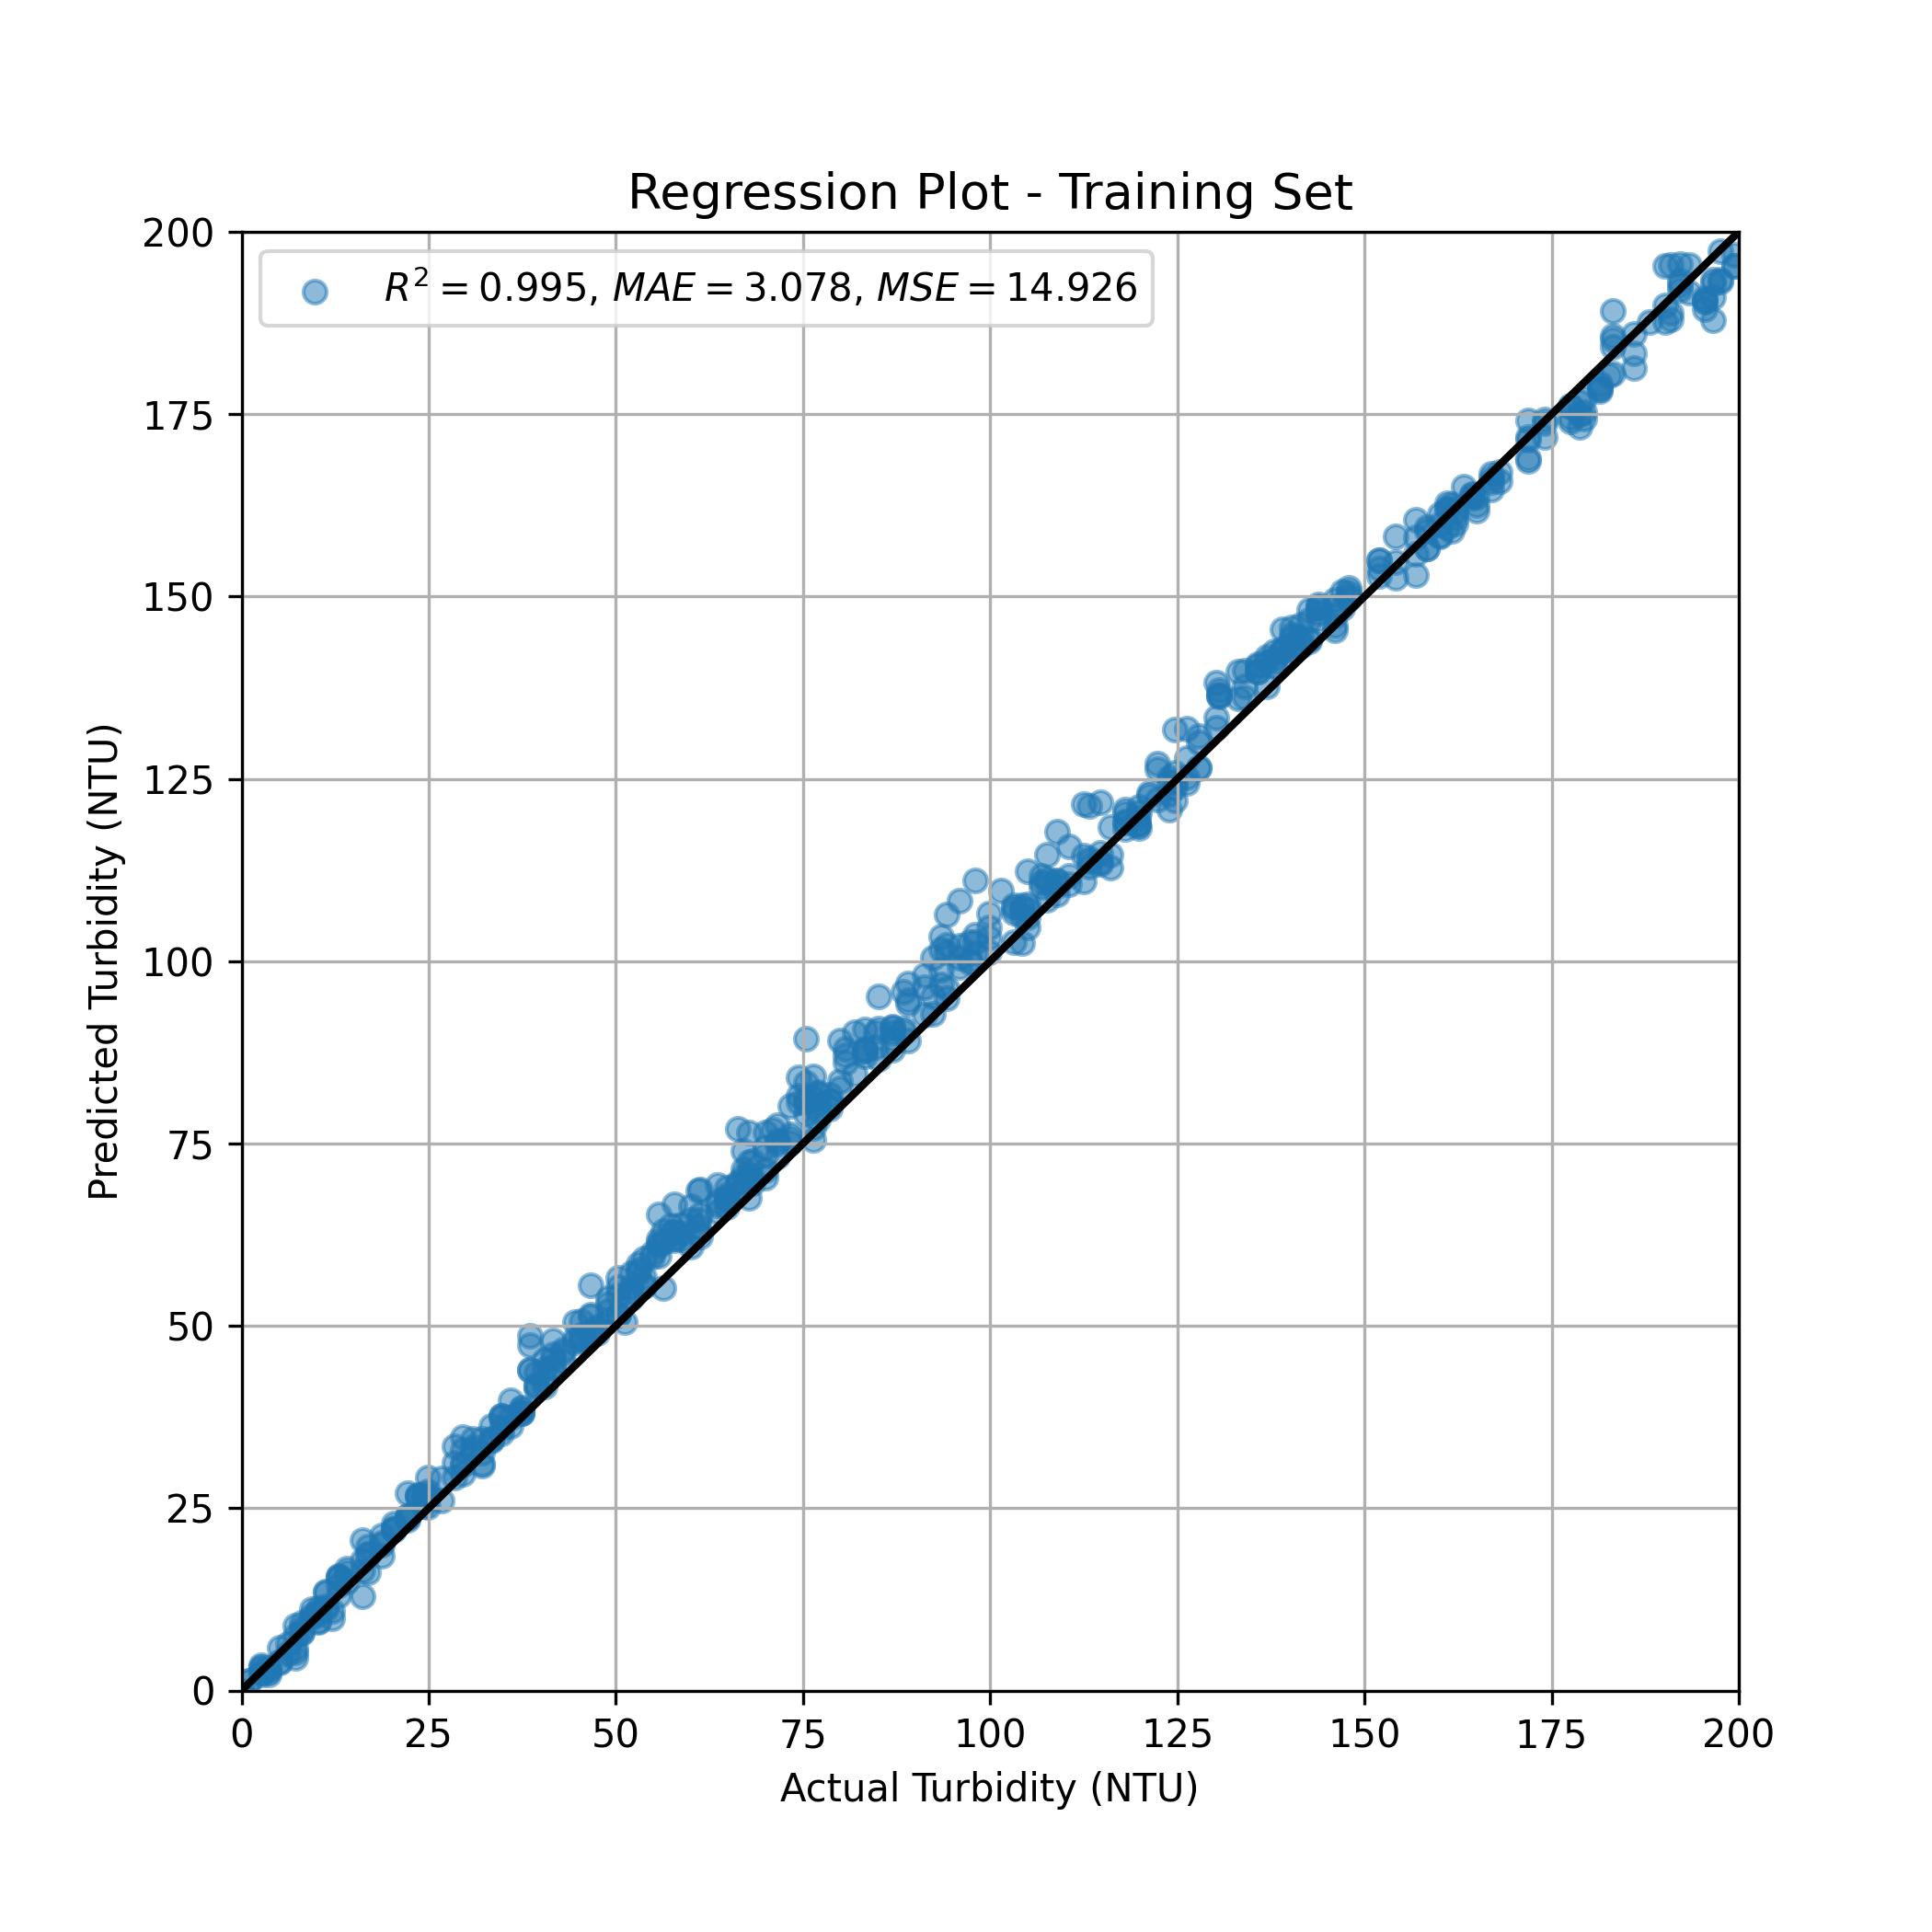 Regression Plot - Training Set
R² = 0.995, MAE = 3.078, MSE = 14.926
200
175
150
125
100
75
50
25
0
Predicted Turbidity (NTU)
0 25 50 75 100 125 150 175 200
Actual Turbidity (NTU)